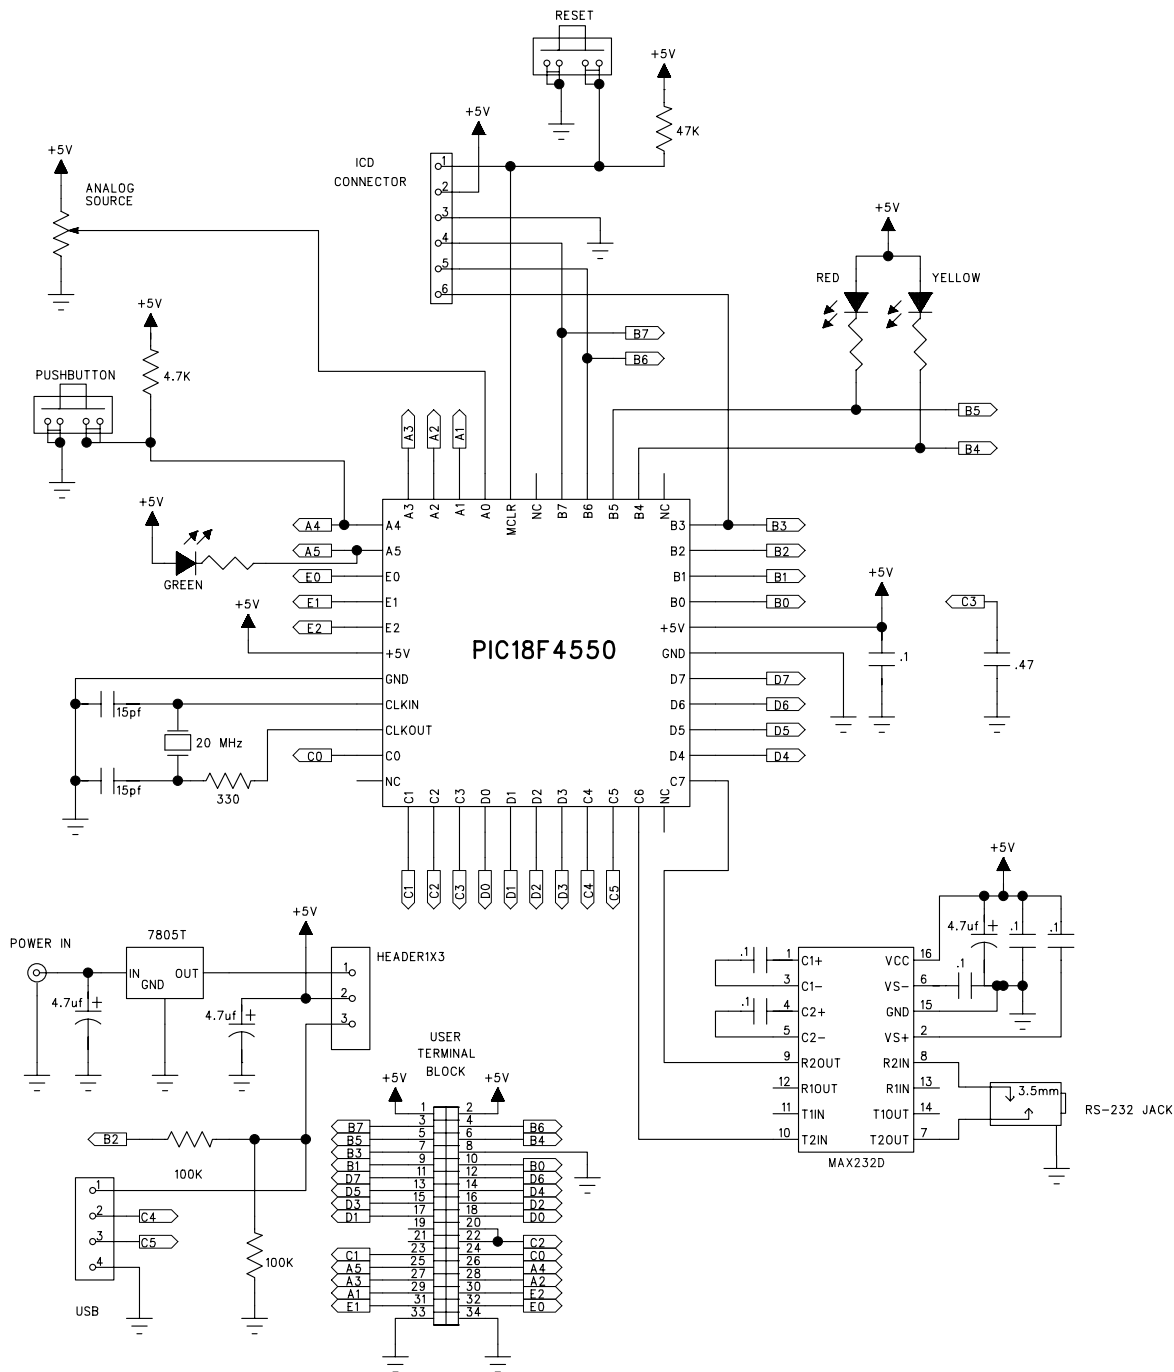 RESET
+5V
47K
+5V
ICD
CONNECTOR
1
2
3
4
5
6
+5V
ANALOG
SOURCE
+5V
RED
YELLOW
B7
B6
B5
B4
+5V
4.7K
PUSHBUTTON
A3
A2
A1
A3
A2
A1
A0
MCLR
NC
B7
B6
B5
B4
NC
+5V
GREEN
A4
A5
E0
E1
E2
+5V
A4
A5
E0
E1
E2
+5V
GND
CLKIN
CLKOUT
C0
NC
C0
PIC18F4550
B3
B2
B1
B0
+5V
GND
D7
D6
D5
D4
C7
B3
B2
B1
B0
D7
D6
D5
D4
+5V
.1
C3
.47
15pf
20 MHz
15pf
330
C1
C2
C3
D0
D1
D2
D3
C4
C5
C6
NC
C1
C2
C3
D0
D1
D2
D3
C4
C5
POWER IN
7805T
IN
OUT
GND
4.7uf
+
4.7uf
+
+5V
HEADER1X3
1
2
3
+5V
4.7uf
+
.1
.1
.1
.1
.1
1 C1+ VCC 16
3 C1- VS- 6
4 C2+ GND 15
5 C2- VS+ 2
9 R2OUT R2IN 8
12 R1OUT R1IN 13
11 T1IN T1OUT 14
10 T2IN T2OUT 7
MAX232D
3.5mm
RS-232 JACK
B2
100K
100K
1
2
3
4
C4
C5
USB
USER
TERMINAL
BLOCK
+5V
+5V
1 2
B7 3 4 B6
B5 5 6 B4
B3 7 8
B1 9 10 B0
D7 11 12 D6
D5 13 14 D4
D3 15 16 D2
D1 17 18 D0
19 20
21 22 C2
C1 23 24 C0
A5 25 26 A4
A3 27 28 A2
A1 29 30 E2
E1 31 32 E0
33 34